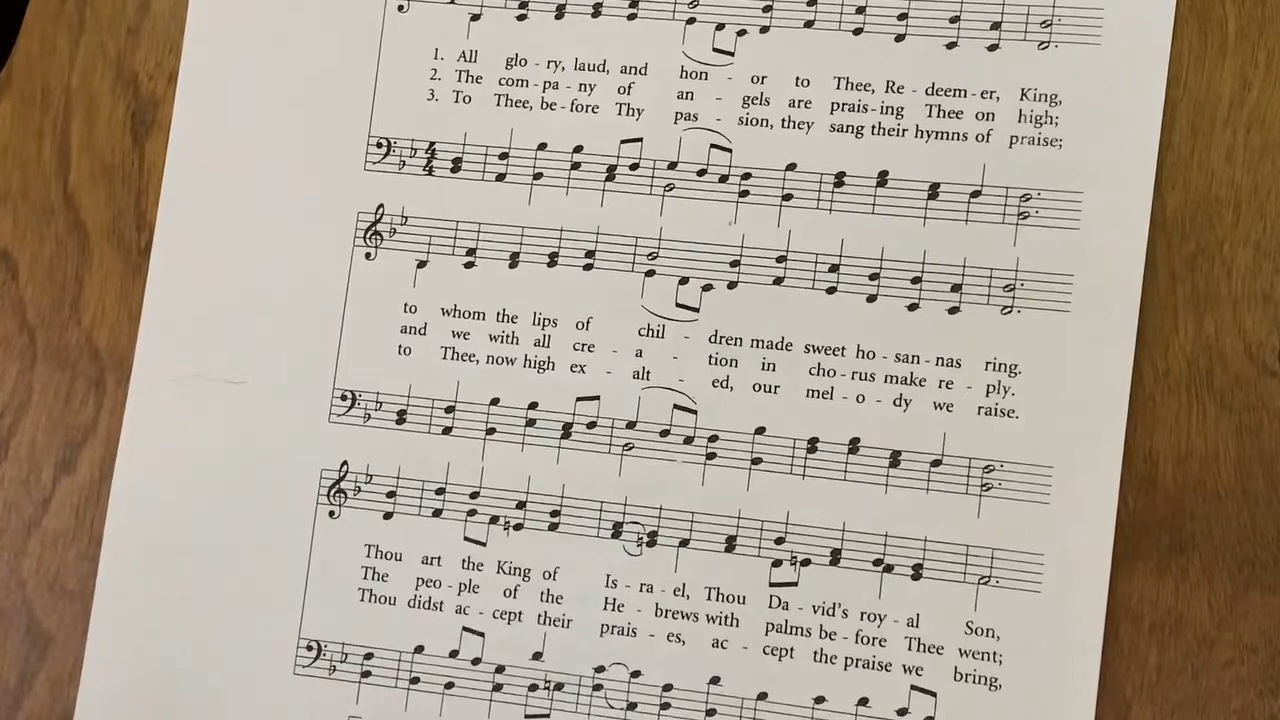 1. All glo - ry, laud, and hon - or to Thee, Re - deem - er, King,
2. The com - pa - ny of an - gels are prais - ing Thee on high;
3. To Thee, be - fore Thy pas - sion, they sang their hymns of praise;
4
4
to whom the lips of chil - dren made sweet ho - san - nas ring.
and we with all cre - a - tion in cho - rus make re - ply.
to Thee, now high ex - alt - ed, our mel - o - dy we raise.
Thou art the King of Is - ra - el, Thou Da - vid's roy - al Son,
The peo - ple of the He - brews with palms be - fore Thee went;
Thou didst ac - cept their prais - es, ac - cept the praise we bring,